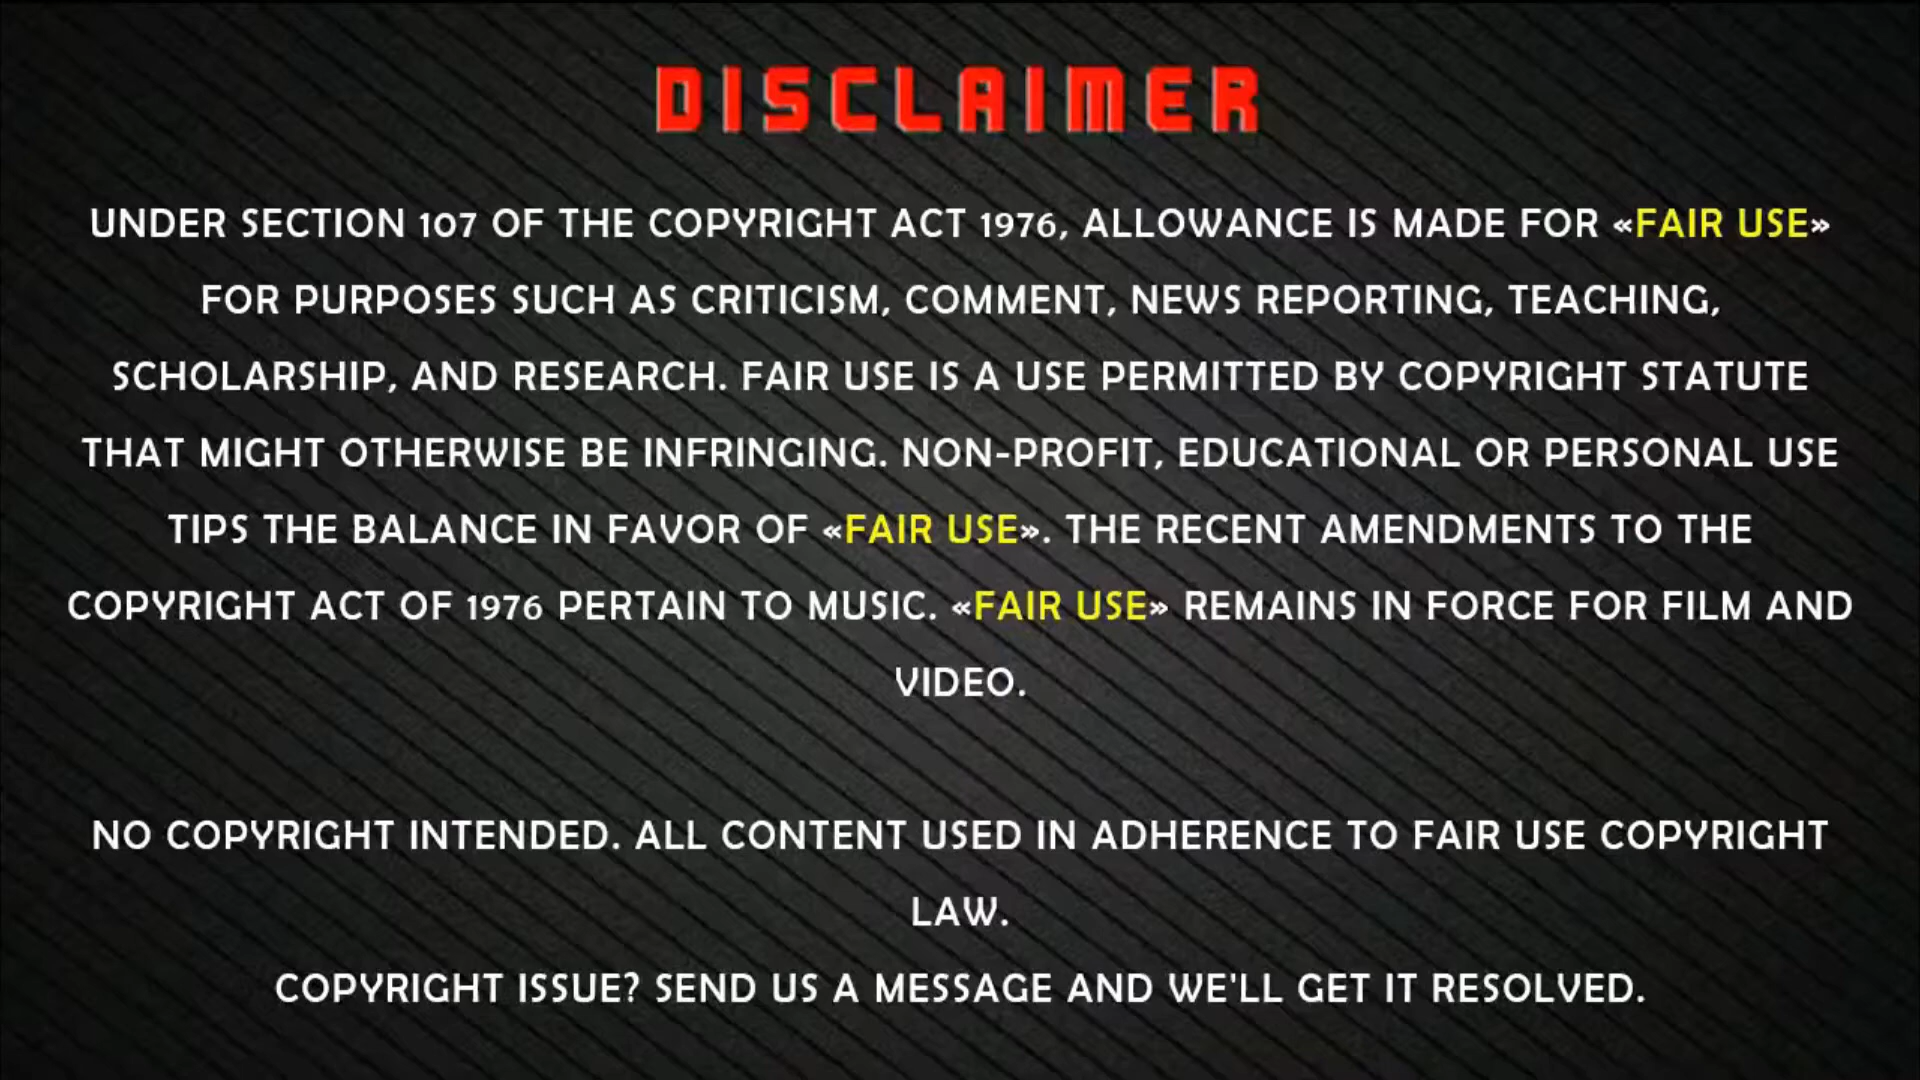 DISCLAIMER
UNDER SECTION 107 OF THE COPYRIGHT ACT 1976, ALLOWANCE IS MADE FOR «FAIR USE»
FOR PURPOSES SUCH AS CRITICISM, COMMENT, NEWS REPORTING, TEACHING,
SCHOLARSHIP, AND RESEARCH. FAIR USE IS A USE PERMITTED BY COPYRIGHT STATUTE
THAT MIGHT OTHERWISE BE INFRINGING. NON-PROFIT, EDUCATIONAL OR PERSONAL USE
TIPS THE BALANCE IN FAVOR OF «FAIR USE». THE RECENT AMENDMENTS TO THE
COPYRIGHT ACT OF 1976 PERTAIN TO MUSIC. «FAIR USE» REMAINS IN FORCE FOR FILM AND
VIDEO.
NO COPYRIGHT INTENDED. ALL CONTENT USED IN ADHERENCE TO FAIR USE COPYRIGHT
LAW.
COPYRIGHT ISSUE? SEND US A MESSAGE AND WE'LL GET IT RESOLVED.